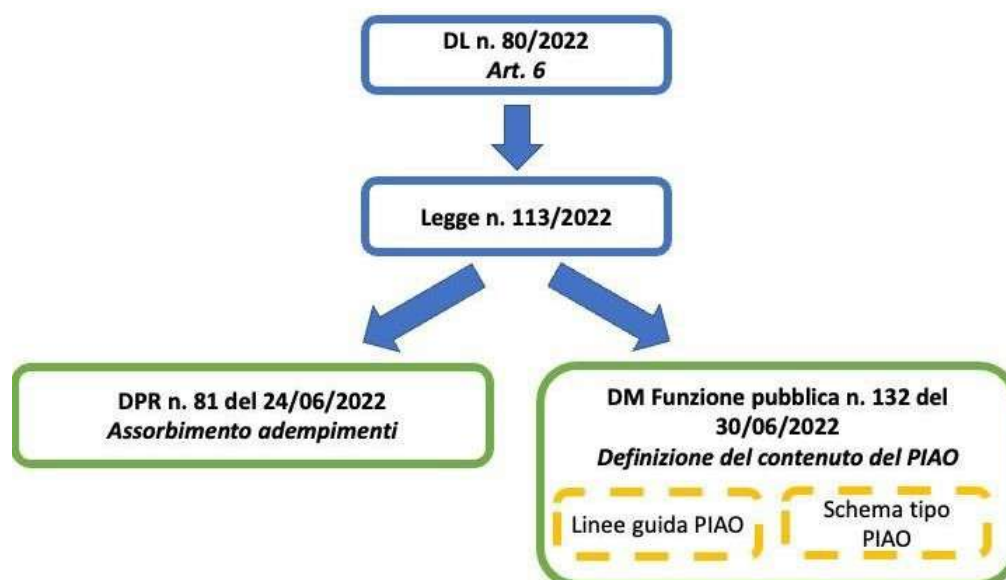 DL n. 80/2022
Art. 6
Legge n. 113/2022
DPR n. 81 del 24/06/2022
Assorbimento adempimenti
DM Funzione pubblica n. 132 del
30/06/2022
Definizione del contenuto del PIAO
Linee guida PIAO
Schema tipo
PIAO